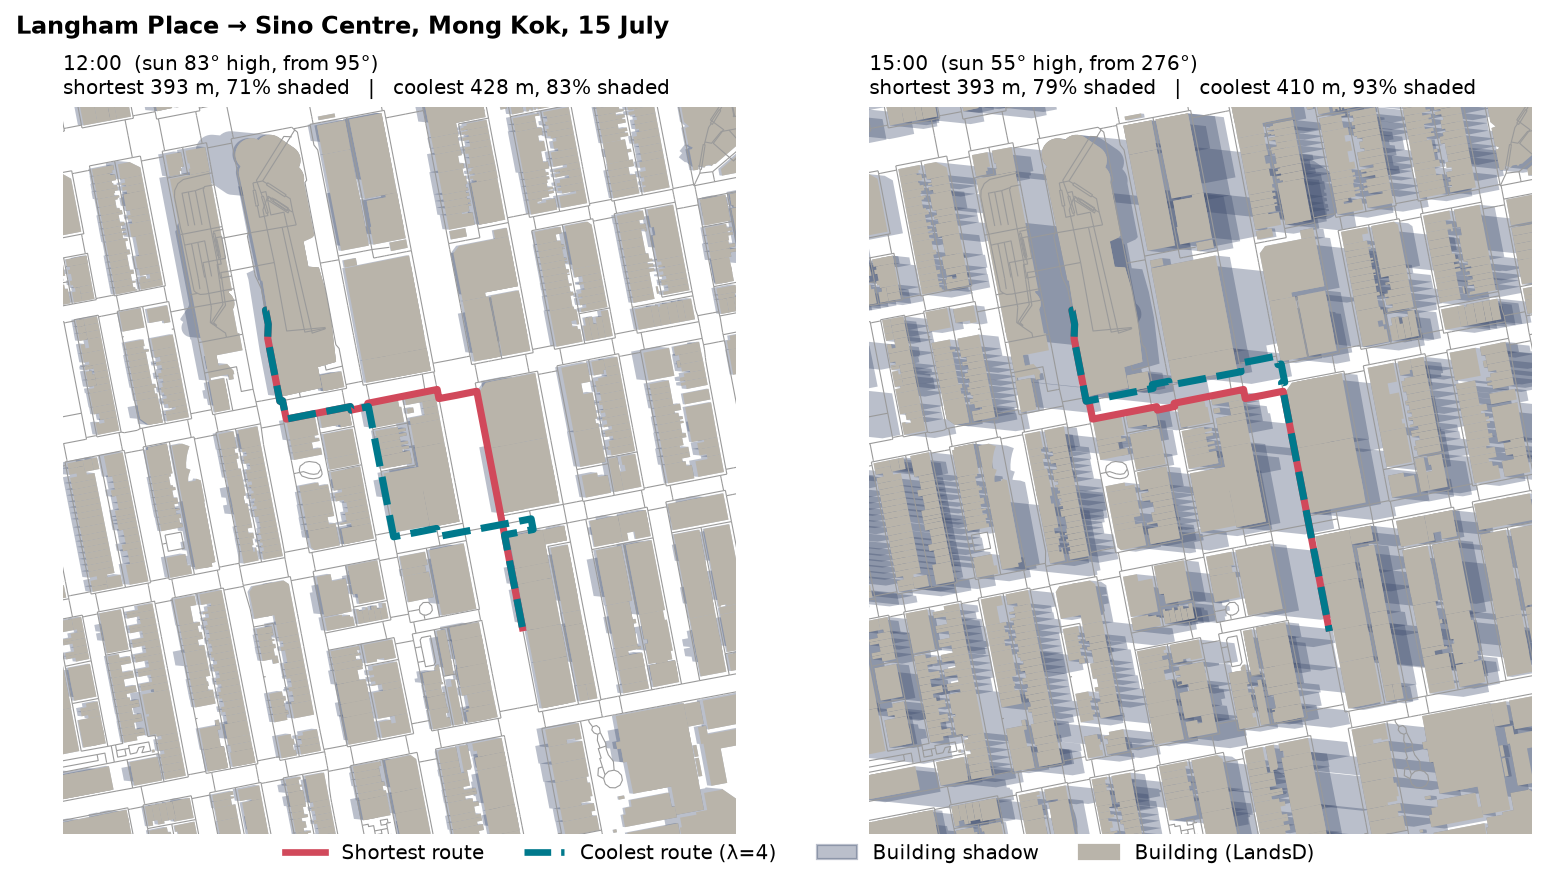 Langham Place → Sino Centre, Mong Kok, 15 July
12:00  (sun 83° high, from 95°)
shortest 393 m, 71% shaded   |   coolest 428 m, 83% shaded
15:00  (sun 55° high, from 276°)
shortest 393 m, 79% shaded   |   coolest 410 m, 93% shaded
Shortest route   Coolest route (λ=4)   Building shadow   Building (LandsD)